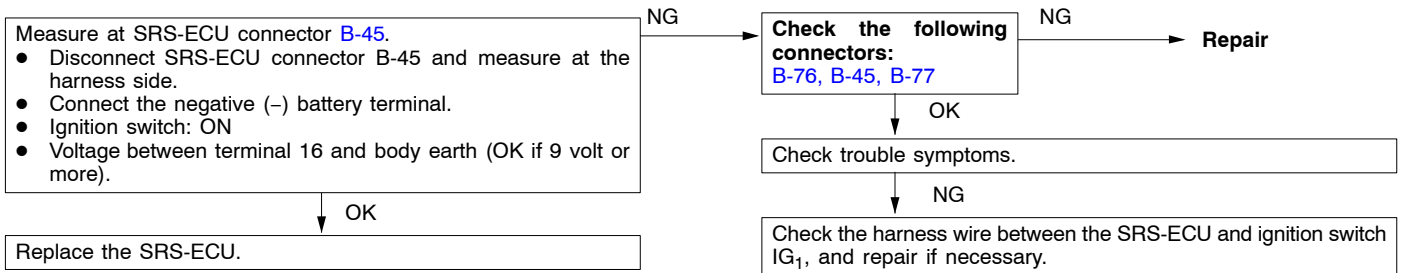 Measure at SRS-ECU connector B-45.
● Disconnect SRS-ECU connector B-45 and measure at the
harness side.
● Connect the negative (–) battery terminal.
● Ignition switch: ON
● Voltage between terminal 16 and body earth (OK if 9 volt or
more).
NG
Check the following
connectors:
B-76, B-45, B-77
NG
Repair
OK
Check trouble symptoms.
NG
Check the harness wire between the SRS-ECU and ignition switch
IG1, and repair if necessary.
OK
Replace the SRS-ECU.